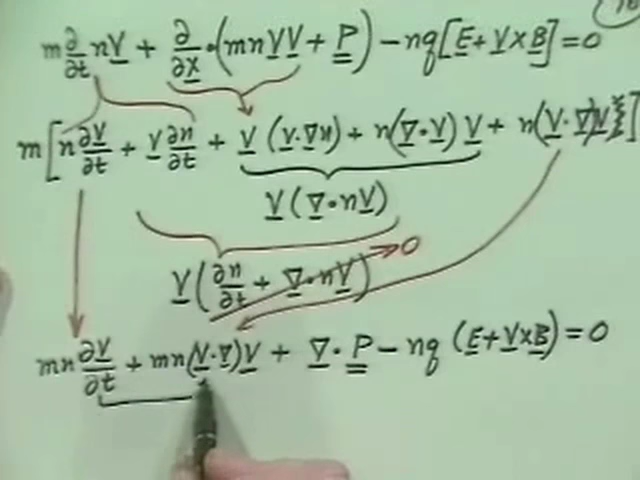 m ∂/∂t nV + ∂/∂x · (mnVV + P) − nq[E + V×B] = 0
m[n ∂V/∂t + V ∂n/∂t + V (V·∇n) + n(∇·V)V + n(V·∇)V]
V(∇·nV)
V(∂n/∂t + ∇·nV) → 0
mn ∂V/∂t + mn(V·∇)V + ∇·P − nq (E + V×B) = 0